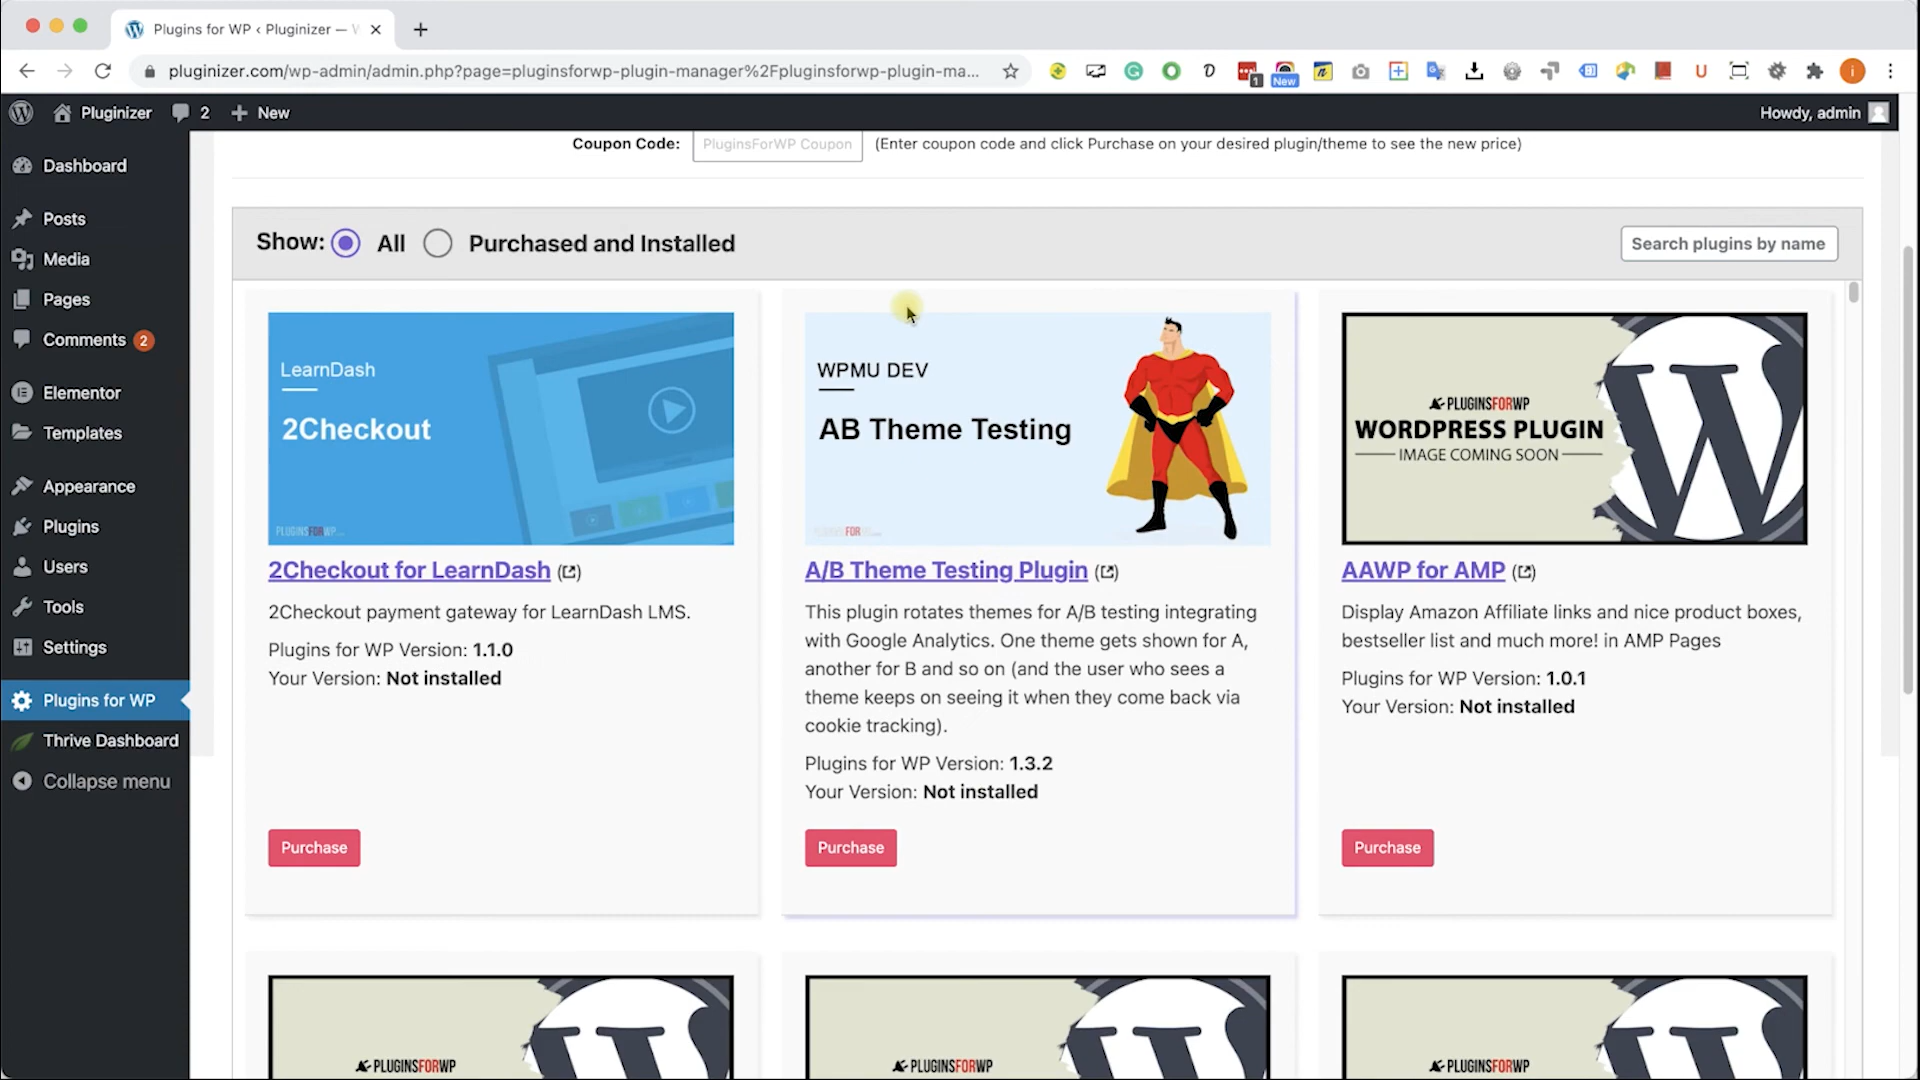 Plugins for WP ‹ Pluginizer —
pluginizer.com/wp-admin/admin.php?page=pluginsforwp-plugin-manager%2Fpluginsforwp-plugin-ma...
1
New
i
Pluginizer
2
New
Howdy, admin
Dashboard
Posts
Media
Pages
Comments 2
Elementor
Templates
Appearance
Plugins
Users
Tools
Settings
Plugins for WP
Thrive Dashboard
Collapse menu
Coupon Code: PluginsForWP Coupon (Enter coupon code and click Purchase on your desired plugin/theme to see the new price)
Show: All Purchased and Installed
Search plugins by name
LearnDash
2Checkout
PLUGINSFORWP
2Checkout for LearnDash
2Checkout payment gateway for LearnDash LMS.
Plugins for WP Version: 1.1.0
Your Version: Not installed
Purchase
WPMU DEV
AB Theme Testing
A/B Theme Testing Plugin
This plugin rotates themes for A/B testing integrating
with Google Analytics. One theme gets shown for A,
another for B and so on (and the user who sees a
theme keeps on seeing it when they come back via
cookie tracking).
Plugins for WP Version: 1.3.2
Your Version: Not installed
Purchase
PLUGINSFORWP
WORDPRESS PLUGIN
IMAGE COMING SOON
AAWP for AMP
Display Amazon Affiliate links and nice product boxes,
bestseller list and much more! in AMP Pages
Plugins for WP Version: 1.0.1
Your Version: Not installed
Purchase
PLUGINSFORWP
PLUGINSFORWP
PLUGINSFORWP